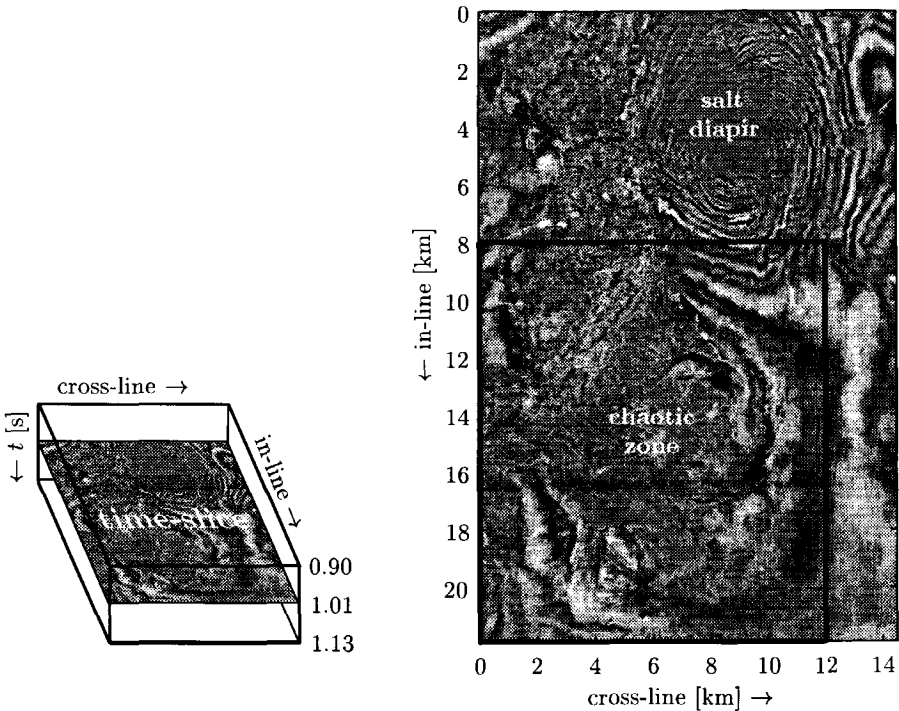 cross-line →
← t [s]
in-line →
time-slice
0.90
1.01
1.13
← in-line [km]
0
2
4
6
8
10
12
14
16
18
20
salt
diapir
chaotic
zone
0 2 4 6 8 10 12 14
cross-line [km] →